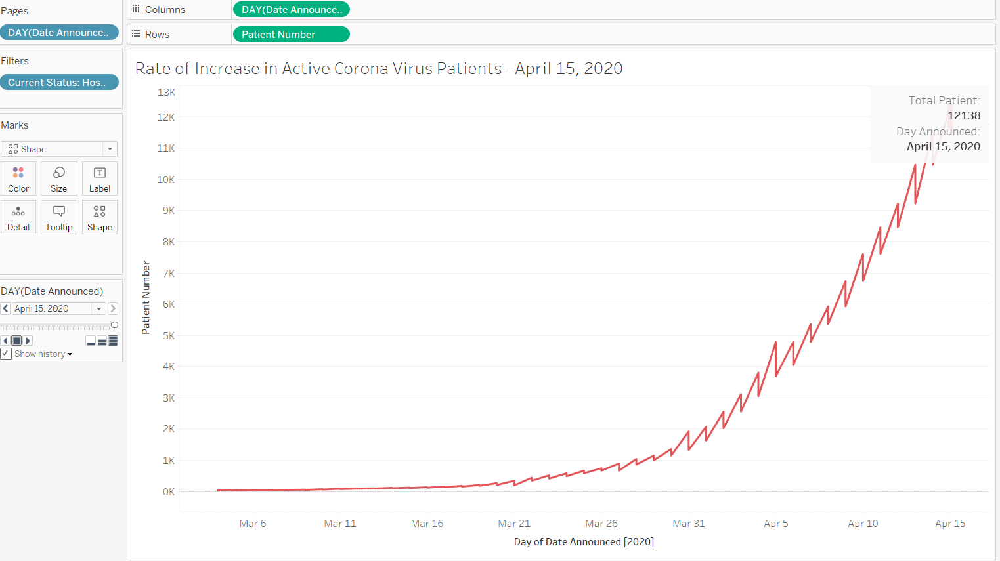 Pages
DAY(Date Announce..
Filters
Current Status: Hos..
Marks
Shape
Color
Size
Label
Detail
Tooltip
Shape
DAY(Date Announced)
April 15, 2020
Show history
Columns
DAY(Date Announce..
Rows
Patient Number
Rate of Increase in Active Corona Virus Patients - April 15, 2020
Total Patient:
12138
Day Announced:
April 15, 2020
13K
12K
11K
10K
9K
8K
7K
6K
5K
4K
3K
2K
1K
0K
Patient Number
Mar 6
Mar 11
Mar 16
Mar 21
Mar 26
Mar 31
Apr 5
Apr 10
Apr 15
Day of Date Announced [2020]